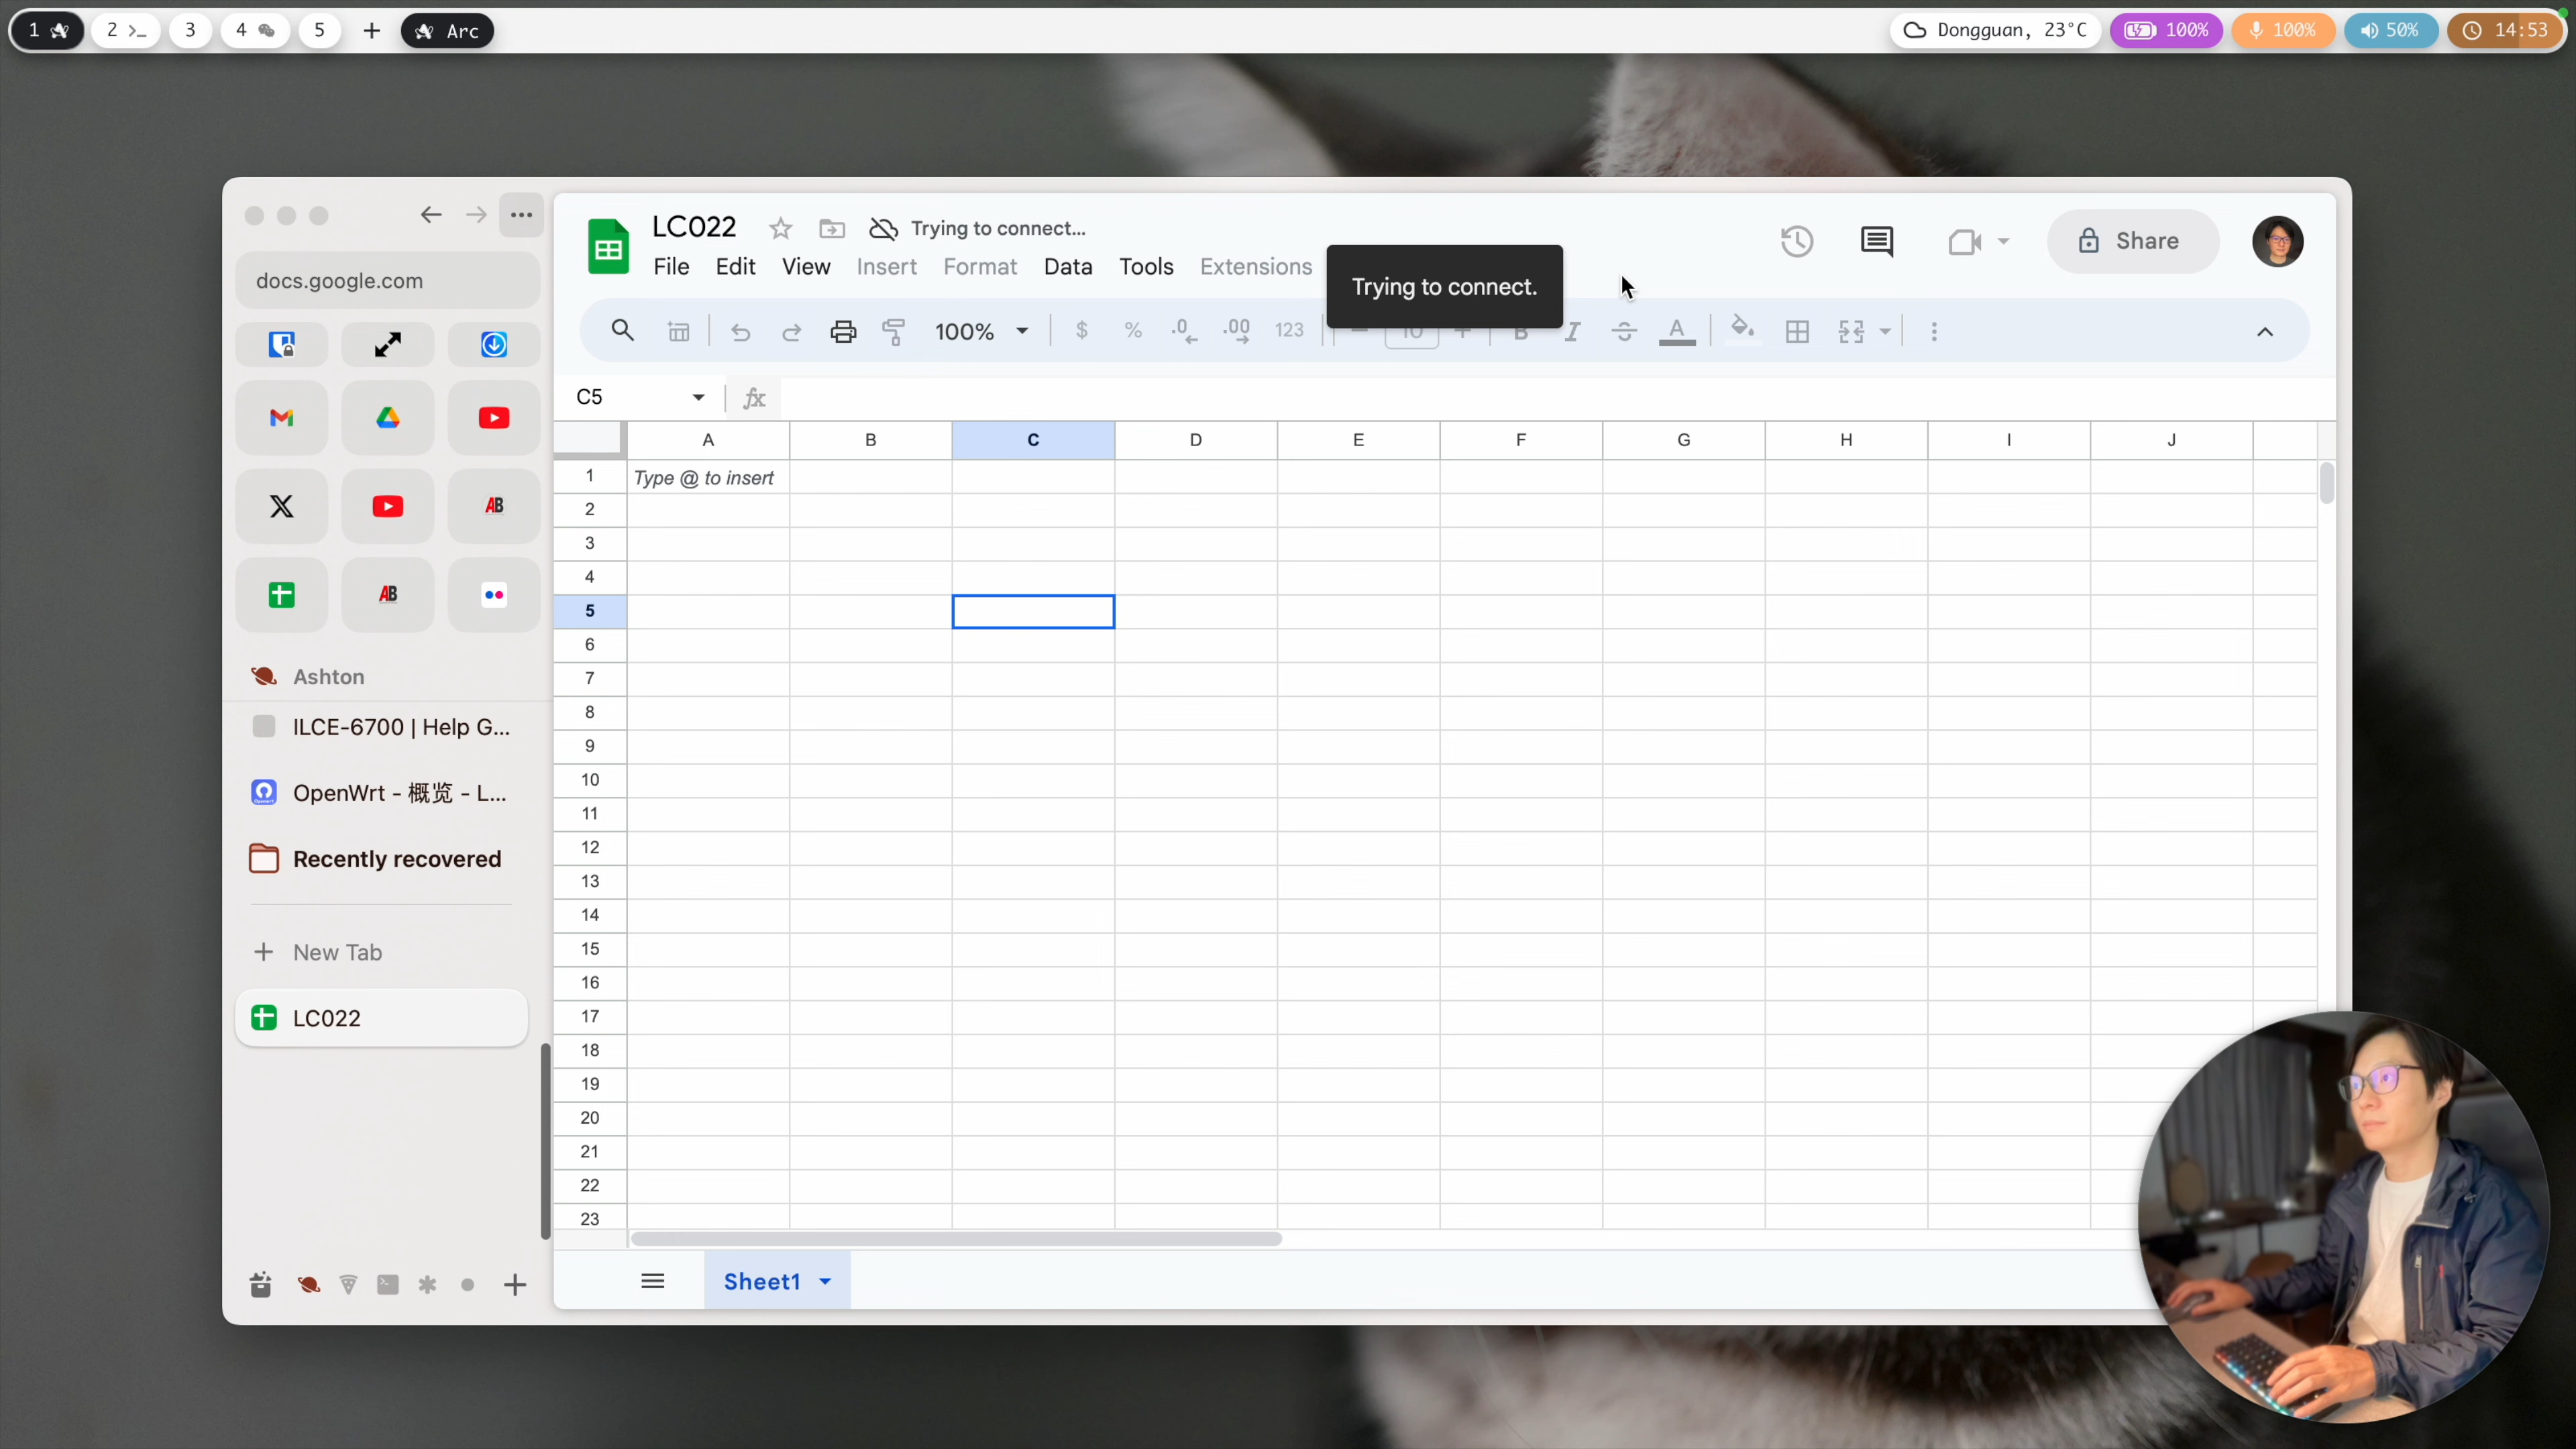 1
2
3
4
5
+
Arc
Dongguan, 23°C
100%
100%
50%
14:53
docs.google.com
LC022
Trying to connect…
File Edit View Insert Format Data Tools Extensions
Trying to connect.
Share
100%
$ % .0 .00 123
10
B I S A
C5
fx
A B C D E F G H I J
1
Type @ to insert
2
3
4
5
6
7
8
9
10
11
12
13
14
15
16
17
18
19
20
21
22
23
AB
AB
Ashton
ILCE-6700 | Help G...
OpenWrt - 概览 - L...
Recently recovered
New Tab
LC022
Sheet1